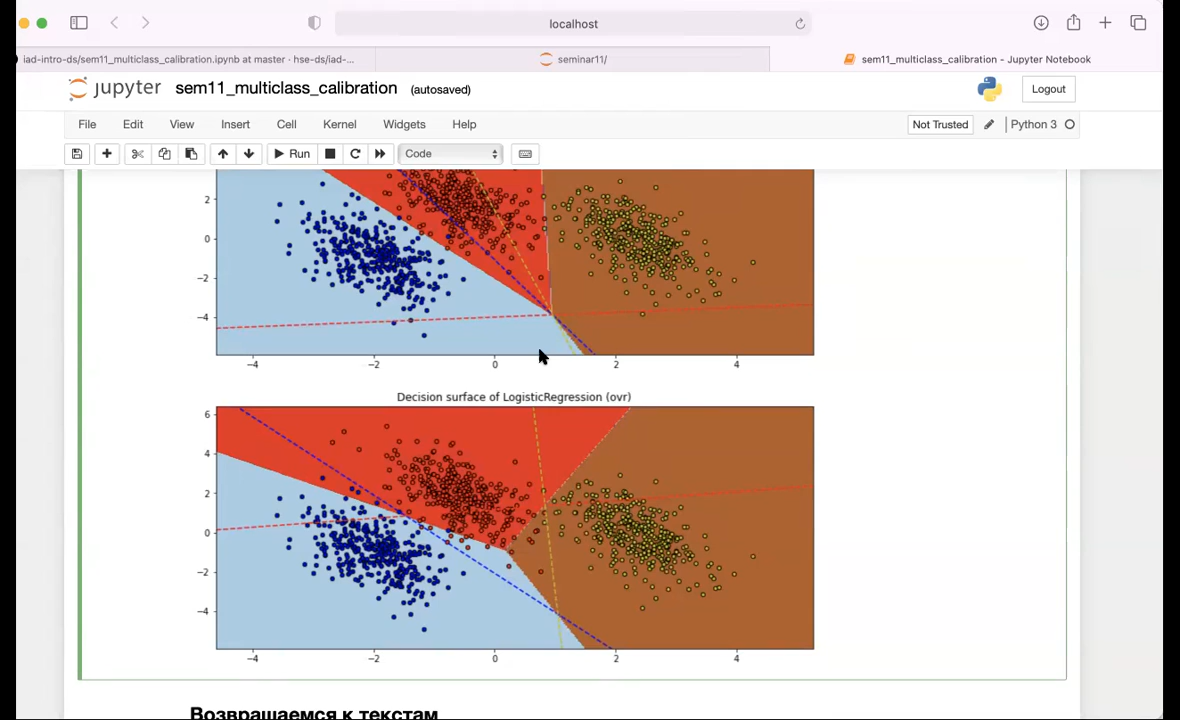 localhost
iad-intro-ds/sem11_multiclass_calibration.ipynb at master · hse-ds/iad-...
seminar11/
sem11_multiclass_calibration - Jupyter Notebook
jupyter sem11_multiclass_calibration (autosaved)
Logout
File Edit View Insert Cell Kernel Widgets Help
Not Trusted
Python 3
Run
Code
2
0
−2
−4
−4 −2 0 2 4
Decision surface of LogisticRegression (ovr)
6
4
2
0
−2
−4
−4 −2 0 2 4
Возвращаемся к текстам